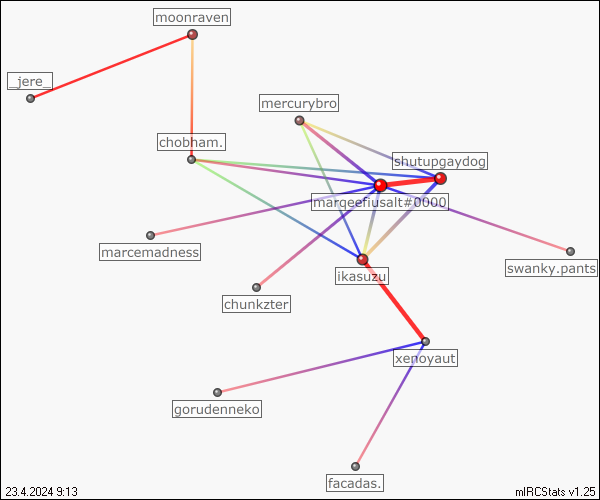 moonraven
_jere_
mercurybro
chobham.
shutupgaydog
marqeefiusalt#0000
marcemadness
swanky.pants
ikasuzu
chunkzter
xenoyaut
gorudenneko
facadas.
23.4.2024 9:13
mIRCStats v1.25